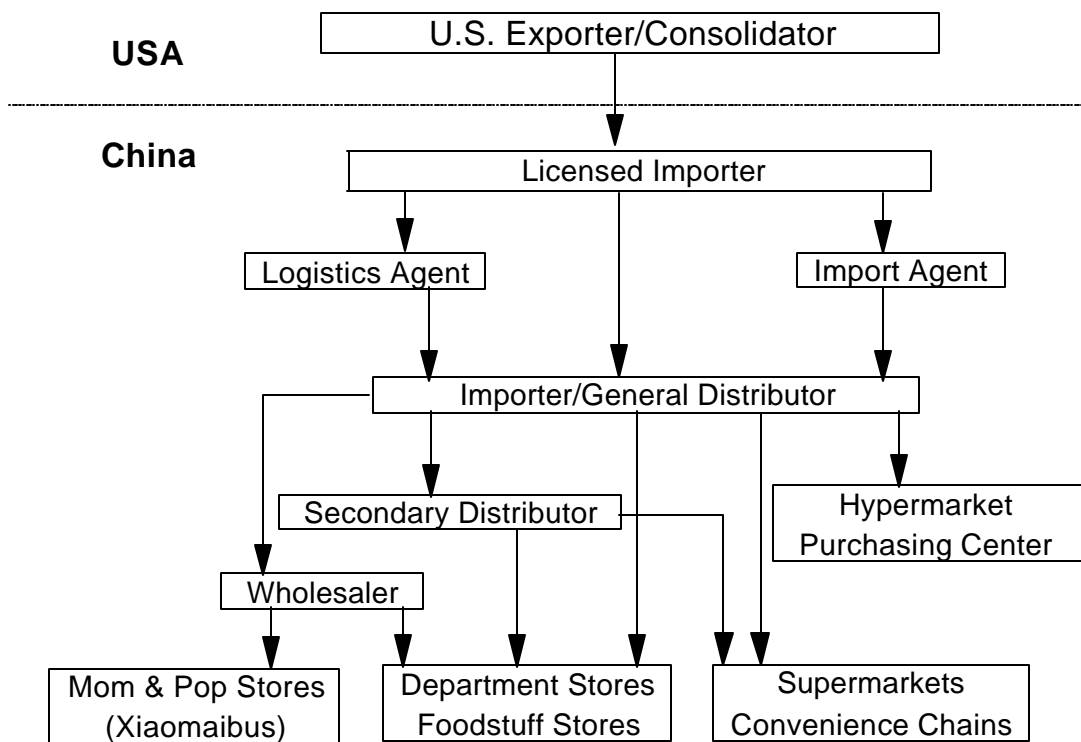 U.S. Exporter/Consolidator
USA
China
Licensed Importer
Logistics Agent
Import Agent
Importer/General Distributor
Secondary Distributor
Hypermarket
Purchasing Center
Wholesaler
Mom & Pop Stores
(Xiaomaibus)
Department Stores
Foodstuff Stores
Supermarkets
Convenience Chains